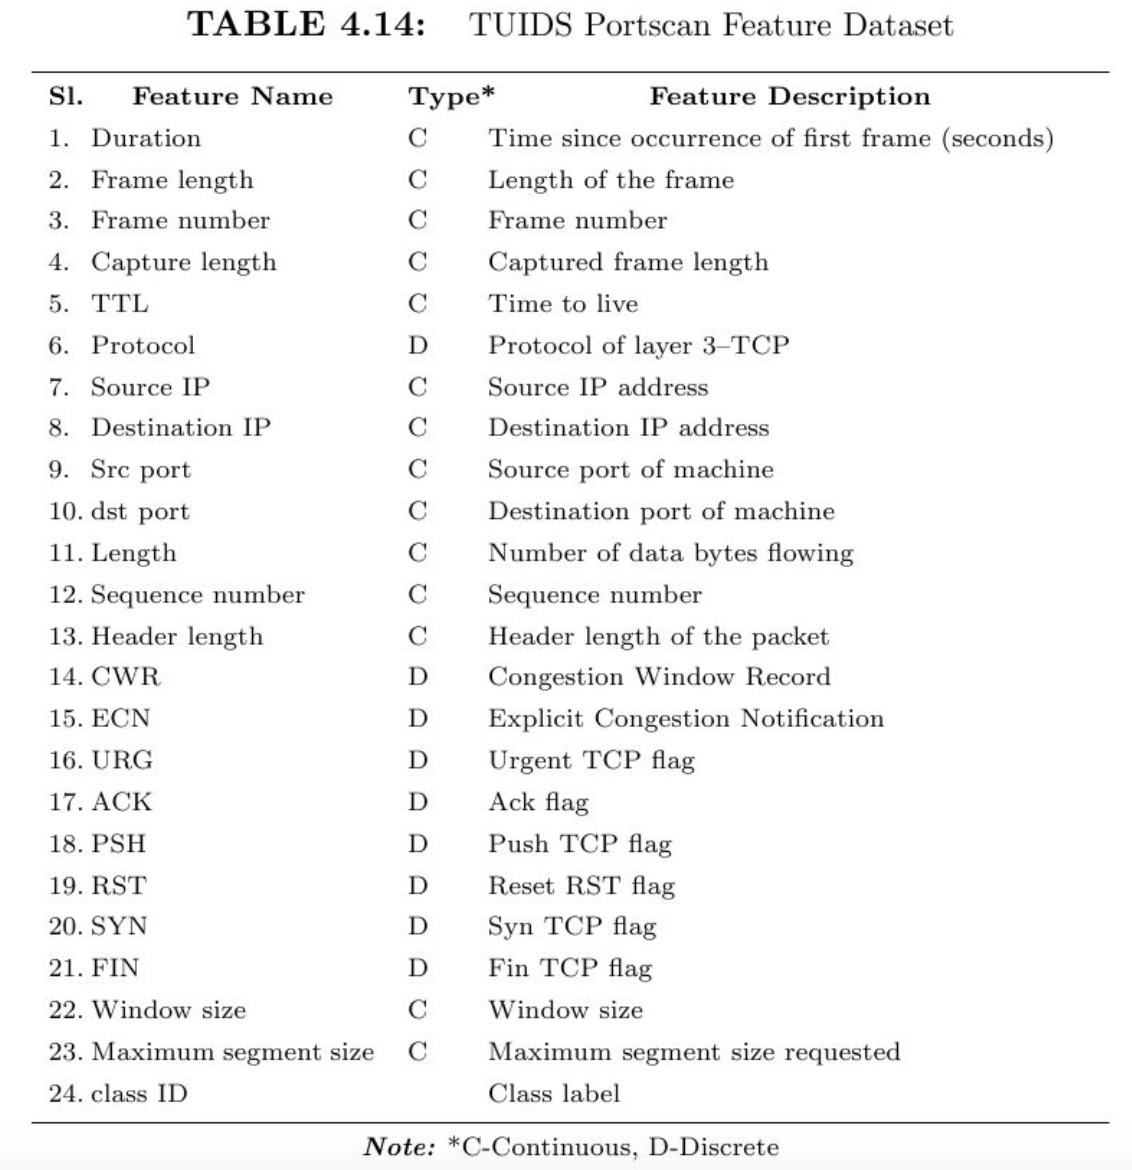 TABLE 4.14: TUIDS Portscan Feature Dataset
Sl. Feature Name Type* Feature Description
1. Duration C Time since occurrence of first frame (seconds)
2. Frame length C Length of the frame
3. Frame number C Frame number
4. Capture length C Captured frame length
5. TTL C Time to live
6. Protocol D Protocol of layer 3–TCP
7. Source IP C Source IP address
8. Destination IP C Destination IP address
9. Src port C Source port of machine
10. dst port C Destination port of machine
11. Length C Number of data bytes flowing
12. Sequence number C Sequence number
13. Header length C Header length of the packet
14. CWR D Congestion Window Record
15. ECN D Explicit Congestion Notification
16. URG D Urgent TCP flag
17. ACK D Ack flag
18. PSH D Push TCP flag
19. RST D Reset RST flag
20. SYN D Syn TCP flag
21. FIN D Fin TCP flag
22. Window size C Window size
23. Maximum segment size C Maximum segment size requested
24. class ID Class label
Note: *C-Continuous, D-Discrete